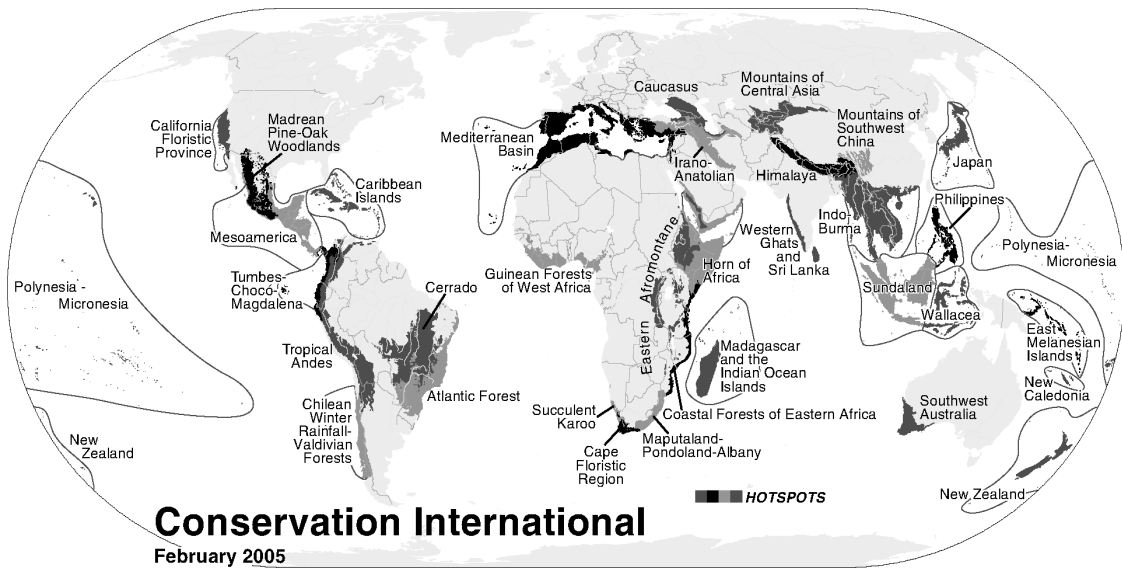 California
Floristic
Province
Madrean
Pine-Oak
Woodlands
Caribbean
Islands
Mesoamerica
Tumbes-
Chocó-
Magdalena
Polynesia -
Micronesia
Cerrado
Tropical
Andes
Atlantic Forest
Chilean
Winter
Rainfall-
Valdivian
Forests
New
Zealand
Mediterranean
Basin
Caucasus
Mountains of
Central Asia
Mountains of
Southwest
China
Irano-
Anatolian
Himalaya
Japan
Philippines
Indo-
Burma
Western
Ghats
and
Sri Lanka
Polynesia-
Micronesia
Guinean Forests
of West Africa
Eastern Afromontane
Horn of
Africa
Sundaland
Wallacea
East
Melanesian
Islands
Madagascar
and the
Indian Ocean
Islands
New
Caledonia
Southwest
Australia
Succulent
Karoo
Coastal Forests of Eastern Africa
Cape
Floristic
Region
Maputaland-
Pondoland-Albany
New Zealand
HOTSPOTS
Conservation International
February 2005